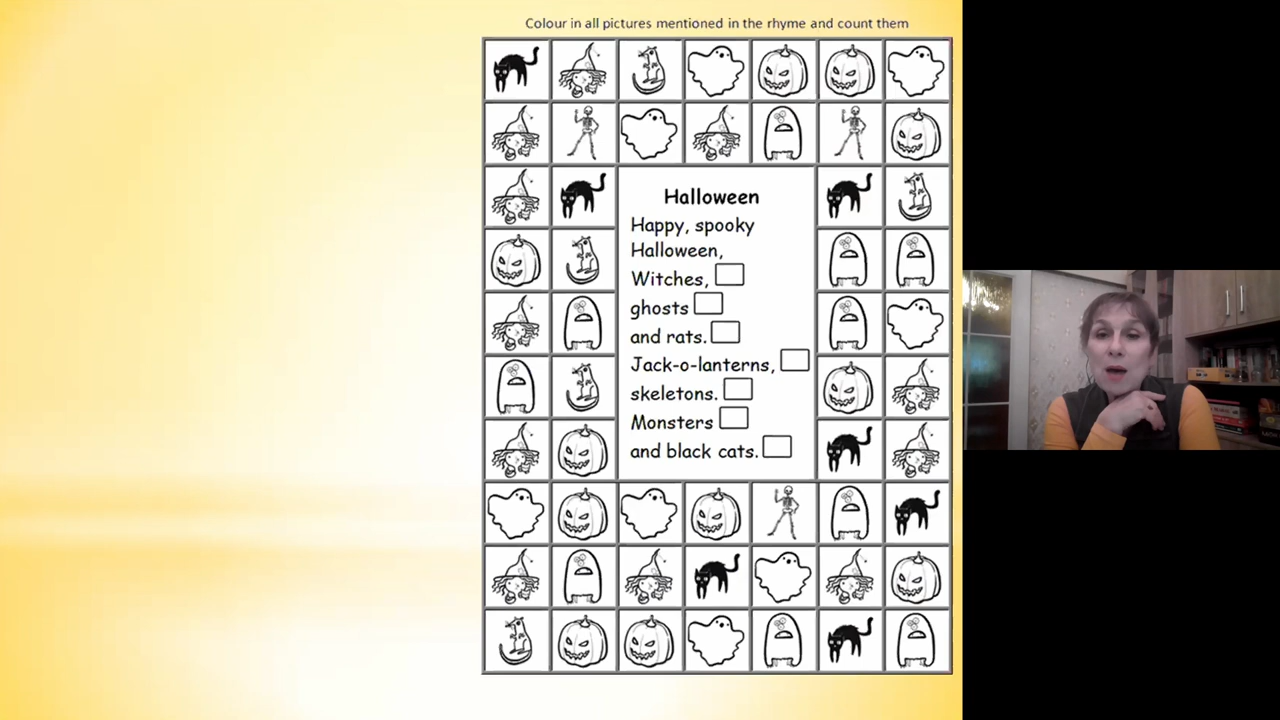 Colour in all pictures mentioned in the rhyme and count them
Halloween
Happy, spooky
Halloween,
Witches,
ghosts
and rats.
Jack-o-lanterns,
skeletons.
Monsters
and black cats.